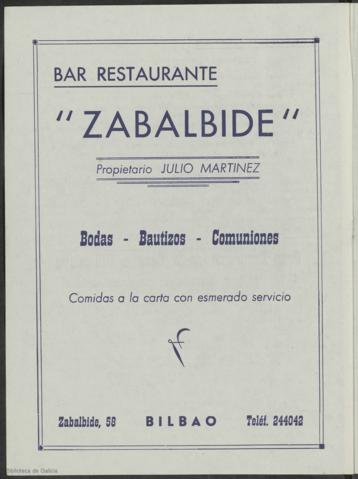 BAR RESTAURANTE
"ZABALBIDE"
Propietario JULIO MARTINEZ
Bodas - Bautizos - Comuniones
Comidas a la carta con esmerado servicio
Zabalbide, 58 BILBAO Teléf. 244042
Biblioteca de Galicia